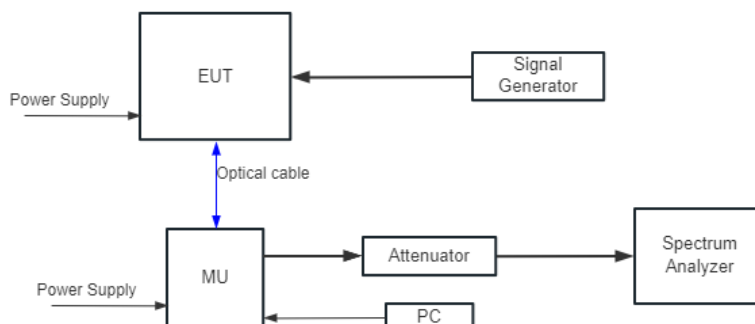 EUT
Signal
Generator
Power Supply
Optical cable
MU
Attenuator
Spectrum
Analyzer
Power Supply
PC